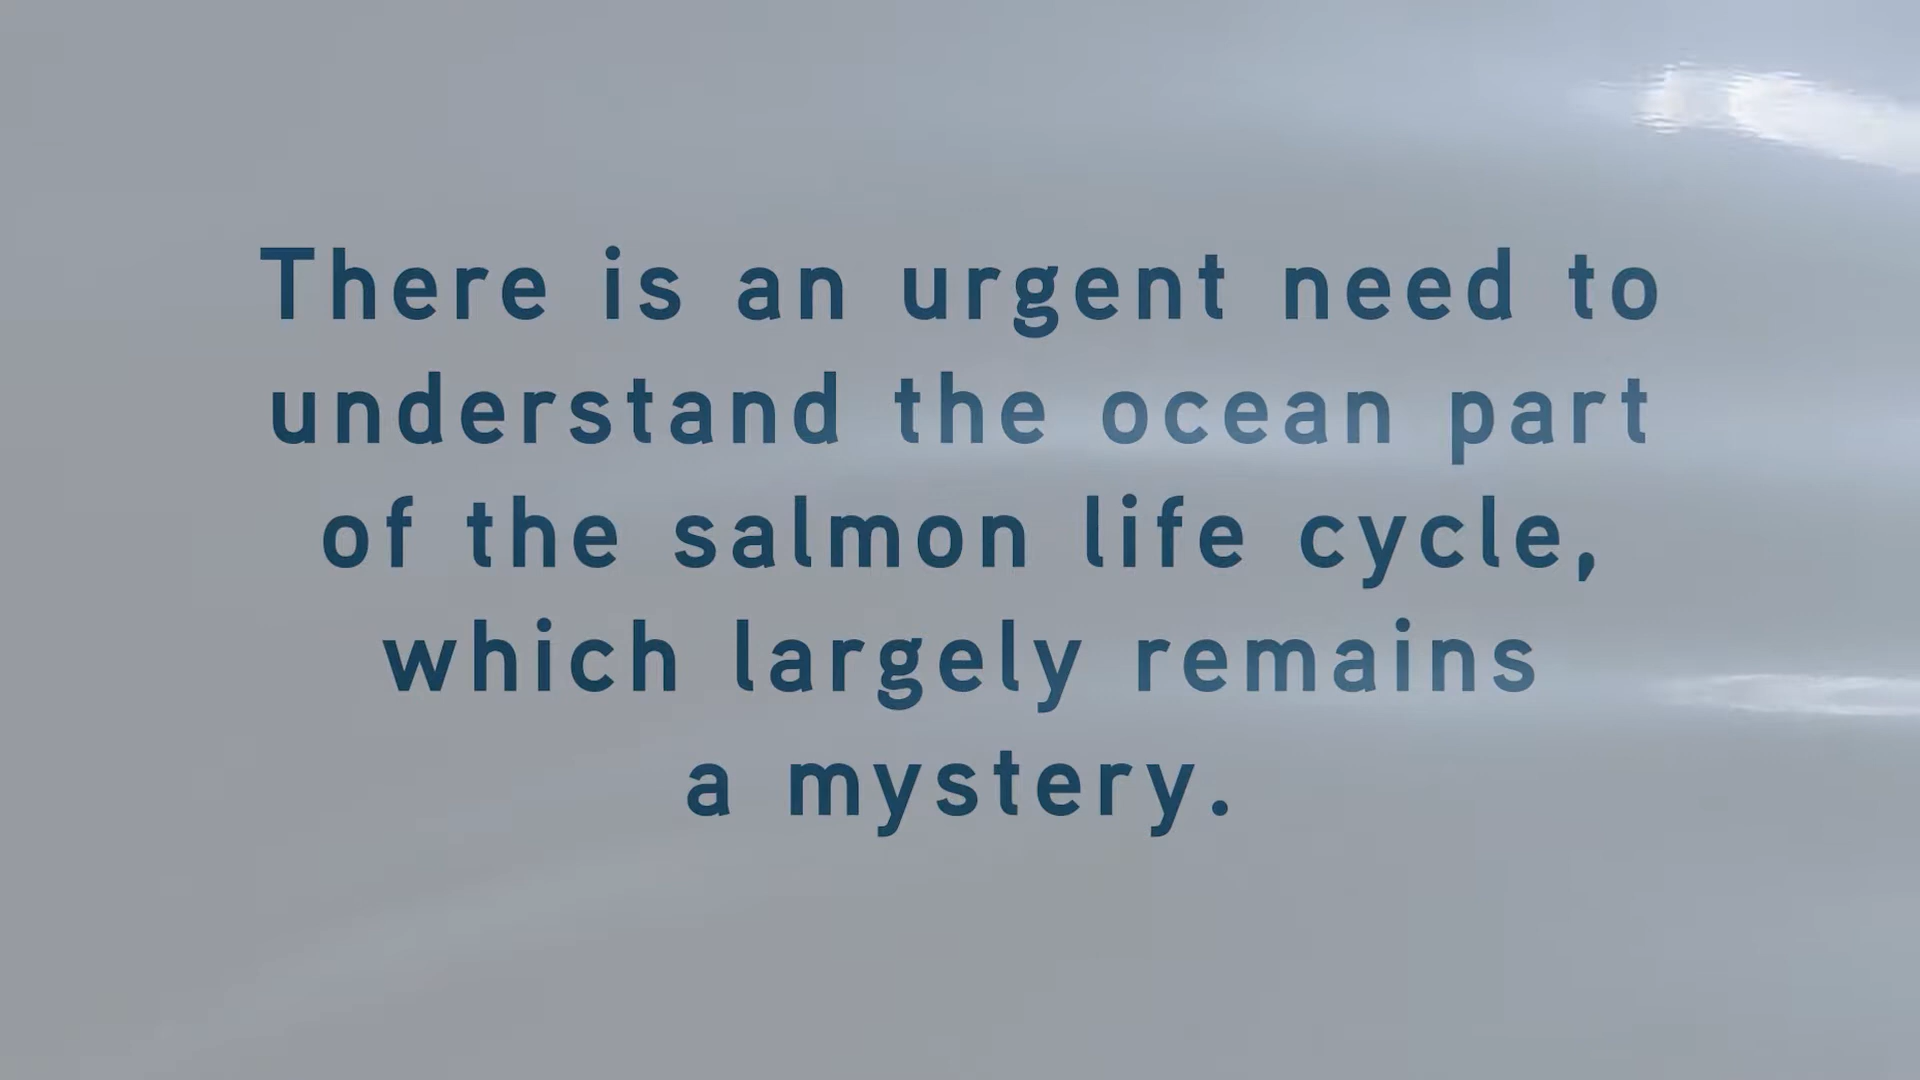 There is an urgent need to
understand the ocean part
of the salmon life cycle,
which largely remains
a mystery.